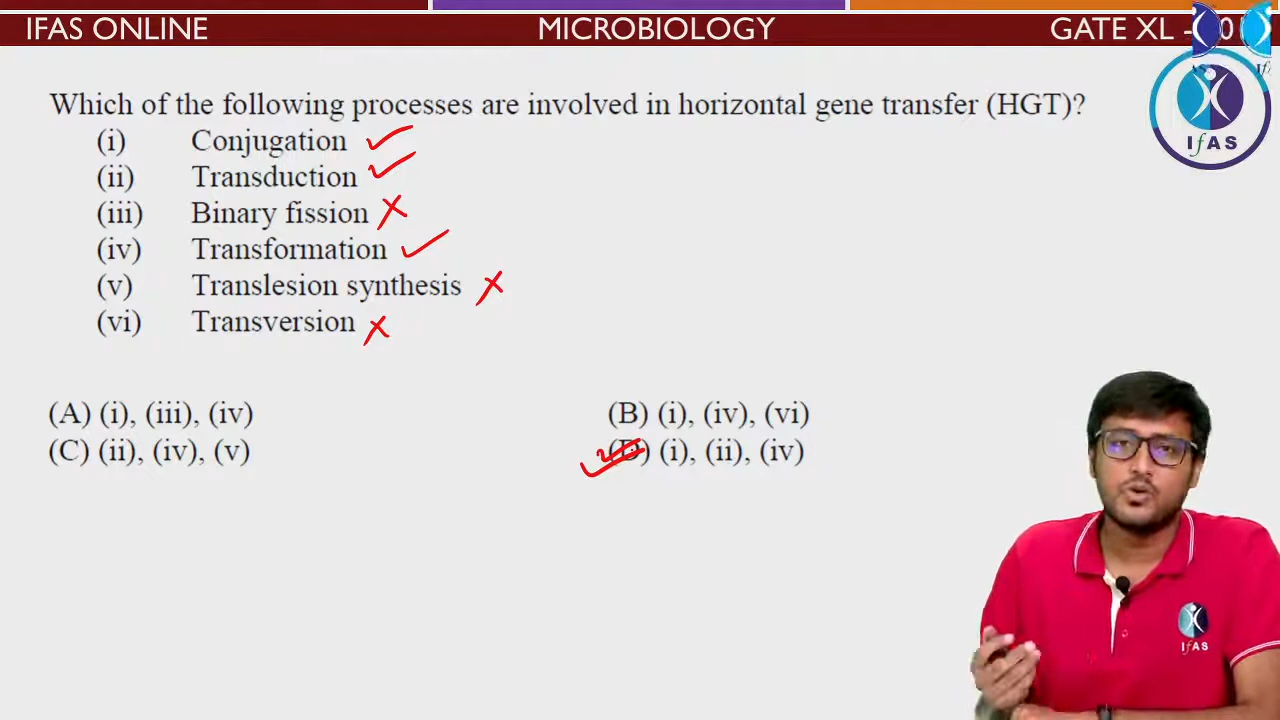 IFAS ONLINE MICROBIOLOGY GATE XL -
Which of the following processes are involved in horizontal gene transfer (HGT)?
(i) Conjugation
(ii) Transduction
(iii) Binary fission
(iv) Transformation
(v) Translesion synthesis
(vi) Transversion
(A) (i), (iii), (iv) (B) (i), (iv), (vi)
(C) (ii), (iv), (v) (D) (i), (ii), (iv)
IfAS
IfAS